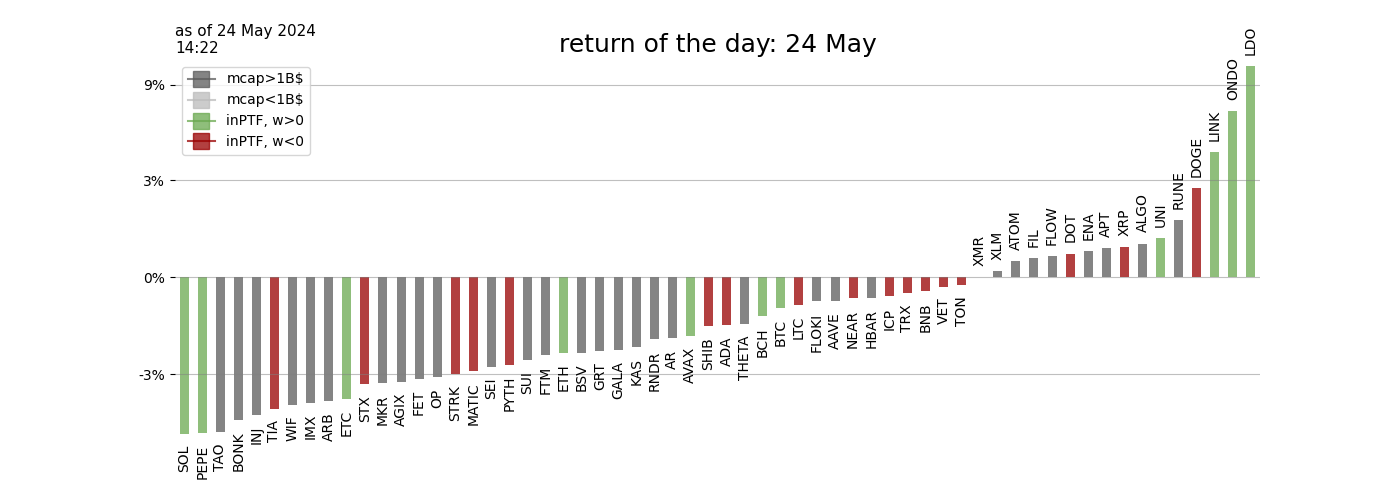 as of 24 May 2024
14:22
return of the day: 24 May
mcap>1B$
mcap<1B$
inPTF, w>0
inPTF, w<0
9%
3%
0%
-3%
SOL
PEPE
TAO
BONK
INJ
TIA
WIF
IMX
ARB
ETC
STX
MKR
AGIX
FET
OP
STRK
MATIC
SEI
PYTH
SUI
FTM
ETH
BSV
GRT
GALA
KAS
RNDR
AR
AVAX
SHIB
ADA
THETA
BCH
BTC
LTC
FLOKI
AAVE
NEAR
HBAR
ICP
TRX
BNB
VET
TON
XMR
XLM
ATOM
FIL
FLOW
DOT
ENA
APT
XRP
ALGO
UNI
RUNE
DOGE
LINK
ONDO
LDO